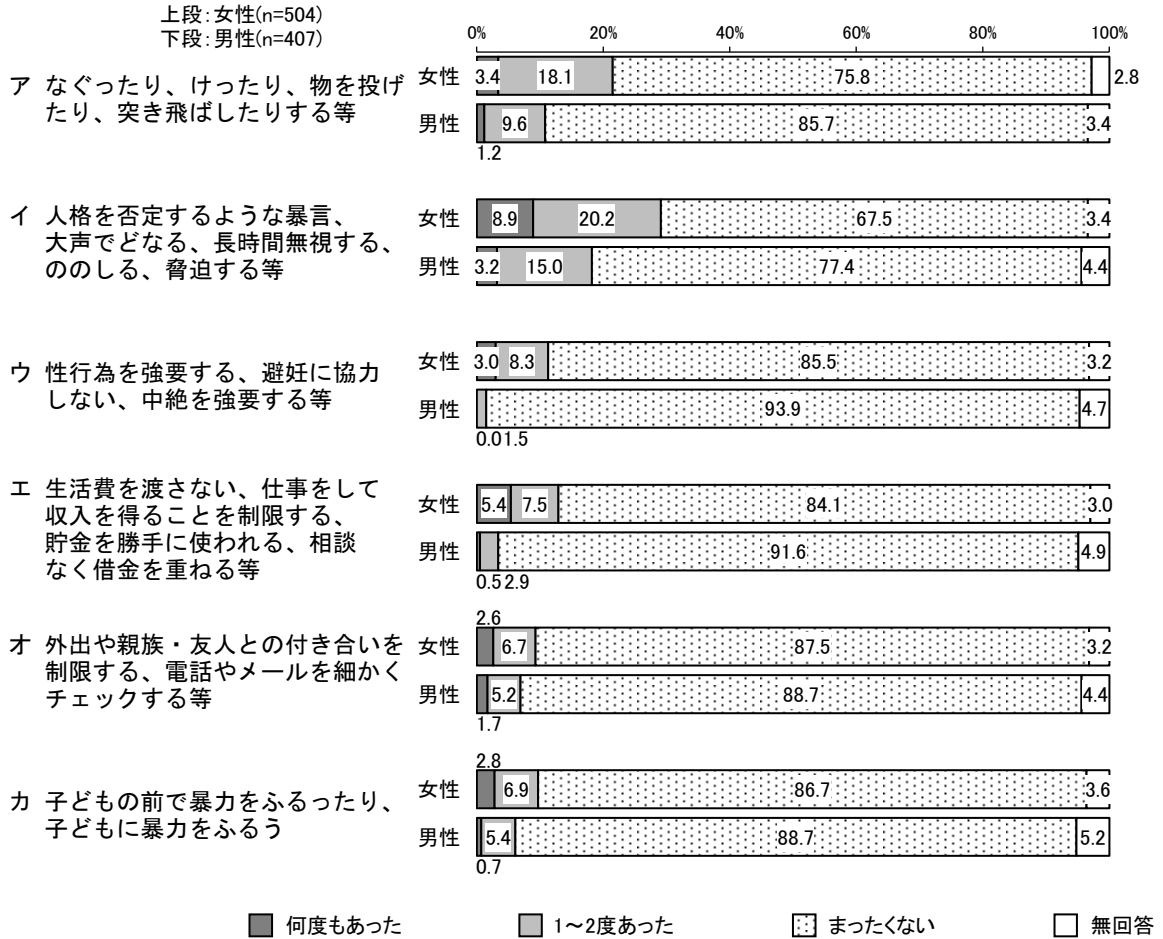 上段:女性(n=504)
下段:男性(n=407)
0% 20% 40% 60% 80% 100%
ア なぐったり、けったり、物を投げ
たり、突き飛ばしたりする等
女性 3.4 18.1 75.8 2.8
男性 9.6 85.7 3.4
1.2
イ 人格を否定するような暴言、
大声でどなる、長時間無視する、
ののしる、脅迫する等
女性 8.9 20.2 67.5 3.4
男性 3.2 15.0 77.4 4.4
ウ 性行為を強要する、避妊に協力
しない、中絶を強要する等
女性 3.0 8.3 85.5 3.2
男性 93.9 4.7
0.0 1.5
エ 生活費を渡さない、仕事をして
収入を得ることを制限する、
貯金を勝手に使われる、相談
なく借金を重ねる等
女性 5.4 7.5 84.1 3.0
男性 91.6 4.9
0.5 2.9
オ 外出や親族・友人との付き合いを
制限する、電話やメールを細かく
チェックする等
2.6
女性 6.7 87.5 3.2
男性 5.2 88.7 4.4
1.7
カ 子どもの前で暴力をふるったり、
子どもに暴力をふるう
2.8
女性 6.9 86.7 3.6
男性 5.4 88.7 5.2
0.7
何度もあった 1～2度あった まったくない 無回答